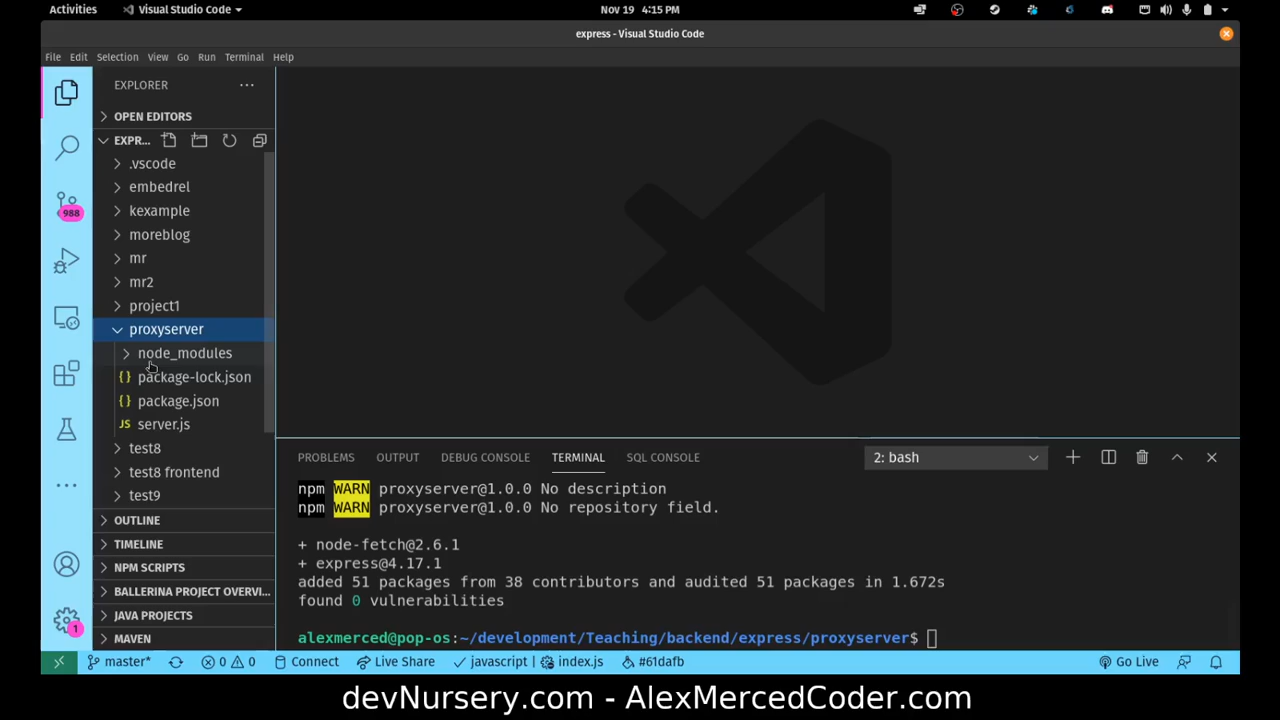 Activities Visual Studio Code Nov 19 4:15 PM
express - Visual Studio Code
File Edit Selection View Go Run Terminal Help
EXPLORER
OPEN EDITORS
EXPR...
.vscode
embedrel
kexample
988
moreblog
mr
mr2
project1
proxyserver
node_modules
{} package-lock.json
{} package.json
JS server.js
test8
test8 frontend
test9
OUTLINE
TIMELINE
NPM SCRIPTS
BALLERINA PROJECT OVERVI...
JAVA PROJECTS
1
MAVEN
PROBLEMS OUTPUT DEBUG CONSOLE TERMINAL SQL CONSOLE 2: bash
npm WARN proxyserver@1.0.0 No description
npm WARN proxyserver@1.0.0 No repository field.
+ node-fetch@2.6.1
+ express@4.17.1
added 51 packages from 38 contributors and audited 51 packages in 1.672s
found 0 vulnerabilities
alexmerced@pop-os:~/development/Teaching/backend/express/proxyserver$
master* 0 0 Connect Live Share javascript index.js #61dafb Go Live
devNursery.com - AlexMercedCoder.com